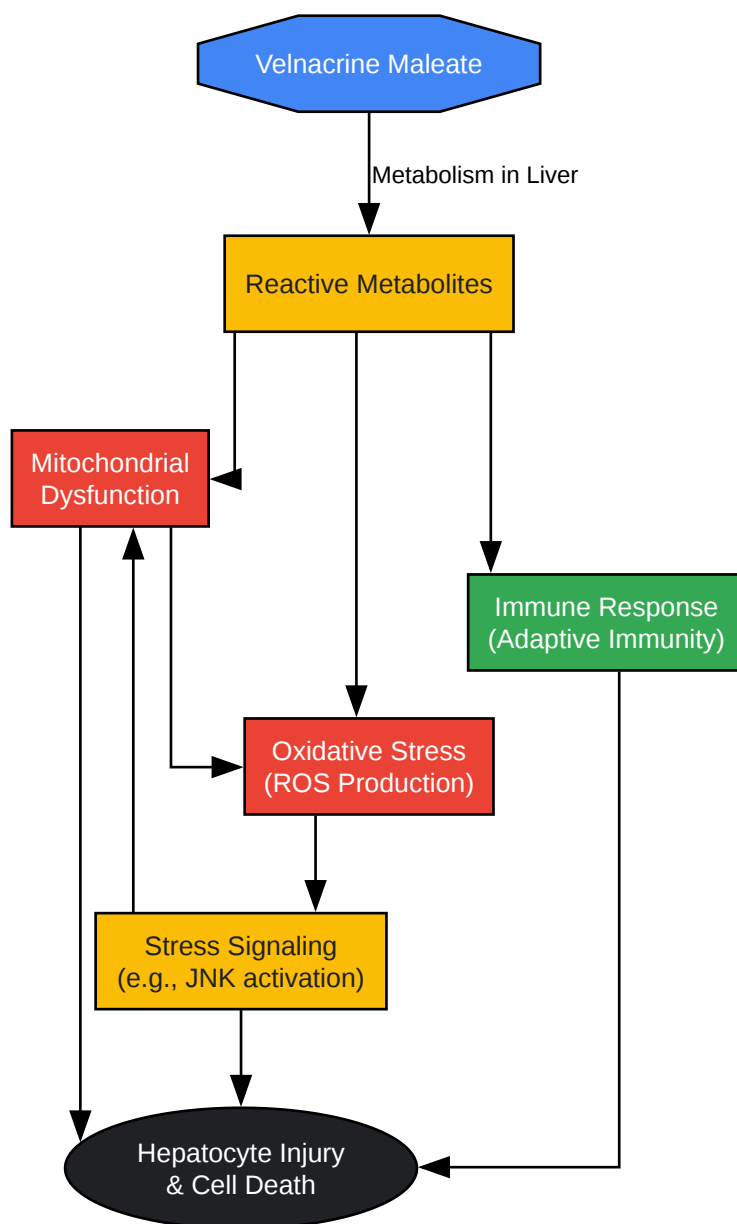 Velnacrine Maleate
Metabolism in Liver
Reactive Metabolites
Mitochondrial
Dysfunction
Immune Response
(Adaptive Immunity)
Oxidative Stress
(ROS Production)
Stress Signaling
(e.g., JNK activation)
Hepatocyte Injury
& Cell Death